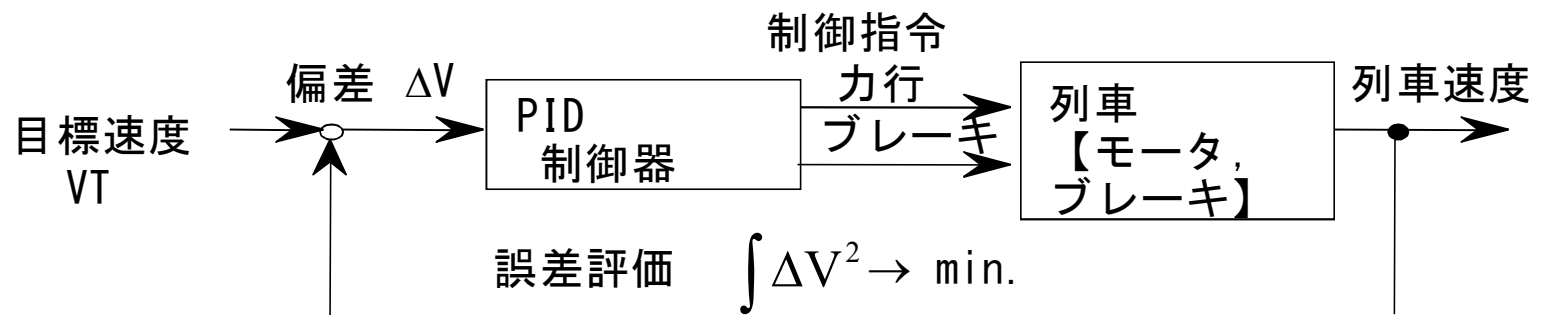 目標速度
VT
偏差 ΔV
PID
制御器
制御指令
力行
ブレーキ
列車
【モータ,
ブレーキ】
列車速度
誤差評価 ∫ΔV² → min.